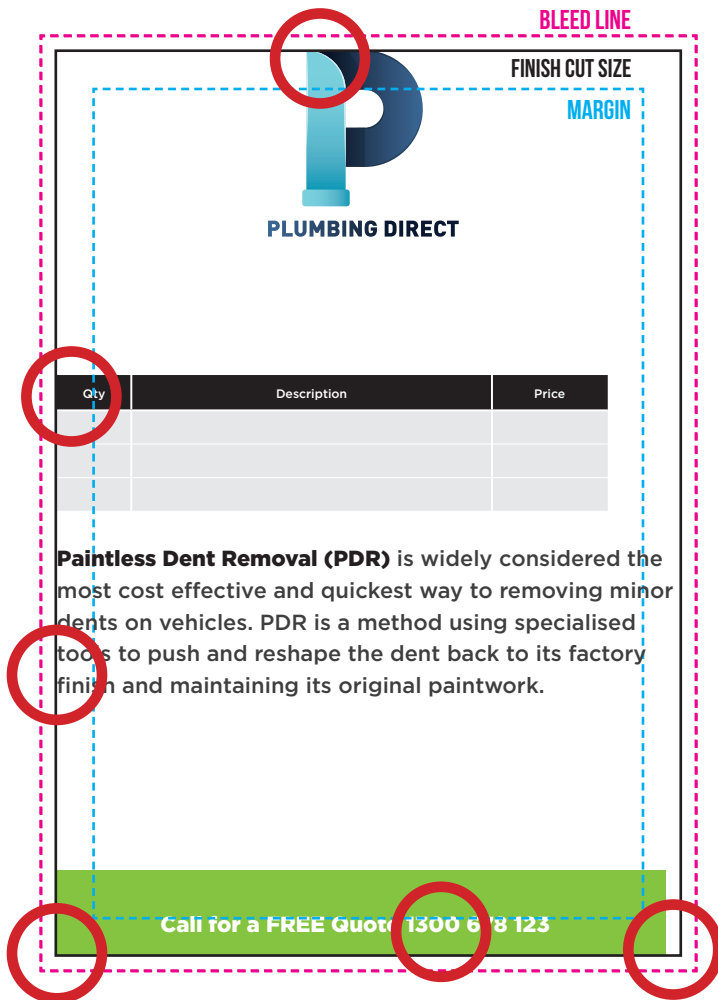 BLEED LINE
FINISH CUT SIZE
MARGIN
PLUMBING DIRECT
Qty Description Price
Paintless Dent Removal (PDR) is widely considered the
most cost effective and quickest way to removing minor
dents on vehicles. PDR is a method using specialised
tools to push and reshape the dent back to its factory
finish and maintaining its original paintwork.
Call for a FREE Quote 1300 678 123